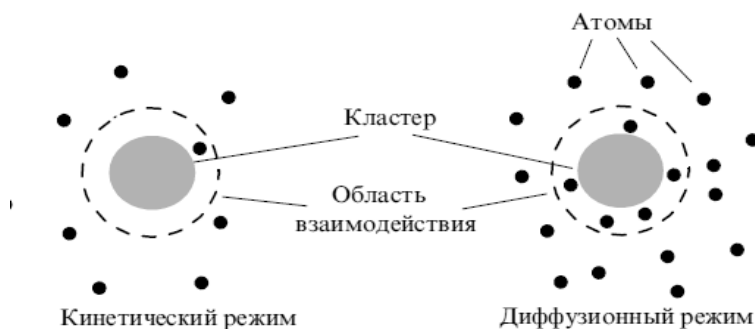 Атомы
Кластер
Область
взаимодействия
Кинетический режим
Диффузионный режим